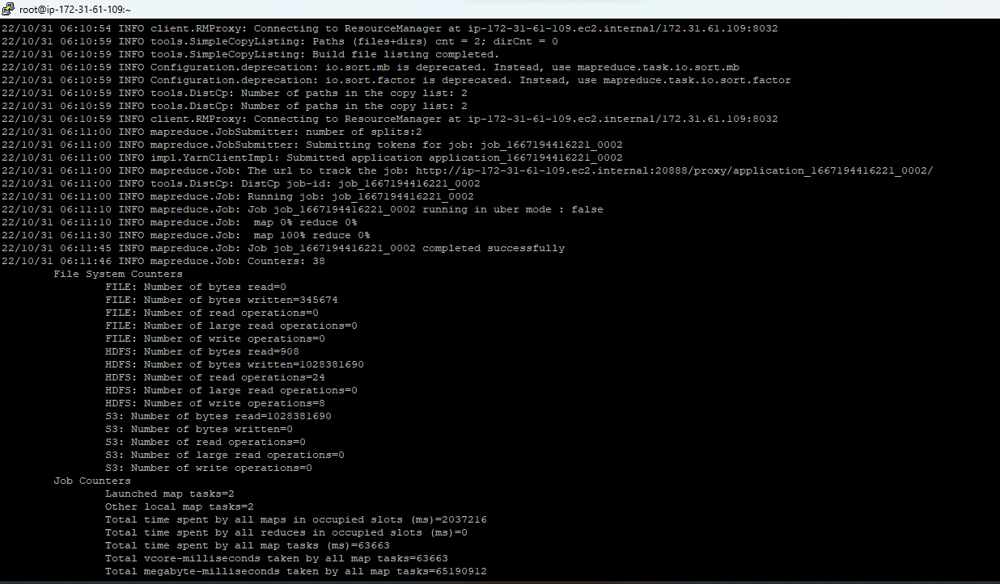 root@ip-172-31-61-109:~
22/10/31 06:10:54 INFO client.RMProxy: Connecting to ResourceManager at ip-172-31-61-109.ec2.internal/172.31.61.109:8032
22/10/31 06:10:59 INFO tools.SimpleCopyListing: Paths (files+dirs) cnt = 2; dirCnt = 0
22/10/31 06:10:59 INFO tools.SimpleCopyListing: Build file listing completed.
22/10/31 06:10:59 INFO Configuration.deprecation: io.sort.mb is deprecated. Instead, use mapreduce.task.io.sort.mb
22/10/31 06:10:59 INFO Configuration.deprecation: io.sort.factor is deprecated. Instead, use mapreduce.task.io.sort.factor
22/10/31 06:10:59 INFO tools.DistCp: Number of paths in the copy list: 2
22/10/31 06:10:59 INFO tools.DistCp: Number of paths in the copy list: 2
22/10/31 06:10:59 INFO client.RMProxy: Connecting to ResourceManager at ip-172-31-61-109.ec2.internal/172.31.61.109:8032
22/10/31 06:11:00 INFO mapreduce.JobSubmitter: number of splits:2
22/10/31 06:11:00 INFO mapreduce.JobSubmitter: Submitting tokens for job: job_1667194416221_0002
22/10/31 06:11:00 INFO impl.YarnClientImpl: Submitted application application_1667194416221_0002
22/10/31 06:11:00 INFO mapreduce.Job: The url to track the job: http://ip-172-31-61-109.ec2.internal:20888/proxy/application_1667194416221_0002/
22/10/31 06:11:00 INFO tools.DistCp: DistCp job-id: job_1667194416221_0002
22/10/31 06:11:00 INFO mapreduce.Job: Running job: job_1667194416221_0002
22/10/31 06:11:10 INFO mapreduce.Job: Job job_1667194416221_0002 running in uber mode : false
22/10/31 06:11:10 INFO mapreduce.Job:  map 0% reduce 0%
22/10/31 06:11:30 INFO mapreduce.Job:  map 100% reduce 0%
22/10/31 06:11:45 INFO mapreduce.Job: Job job_1667194416221_0002 completed successfully
22/10/31 06:11:46 INFO mapreduce.Job: Counters: 38
File System Counters
FILE: Number of bytes read=0
FILE: Number of bytes written=345674
FILE: Number of read operations=0
FILE: Number of large read operations=0
FILE: Number of write operations=0
HDFS: Number of bytes read=908
HDFS: Number of bytes written=1028381690
HDFS: Number of read operations=24
HDFS: Number of large read operations=0
HDFS: Number of write operations=8
S3: Number of bytes read=1028381690
S3: Number of bytes written=0
S3: Number of read operations=0
S3: Number of large read operations=0
S3: Number of write operations=0
Job Counters
Launched map tasks=2
Other local map tasks=2
Total time spent by all maps in occupied slots (ms)=2037216
Total time spent by all reduces in occupied slots (ms)=0
Total time spent by all map tasks (ms)=63663
Total vcore-milliseconds taken by all map tasks=63663
Total megabyte-milliseconds taken by all map tasks=65190912